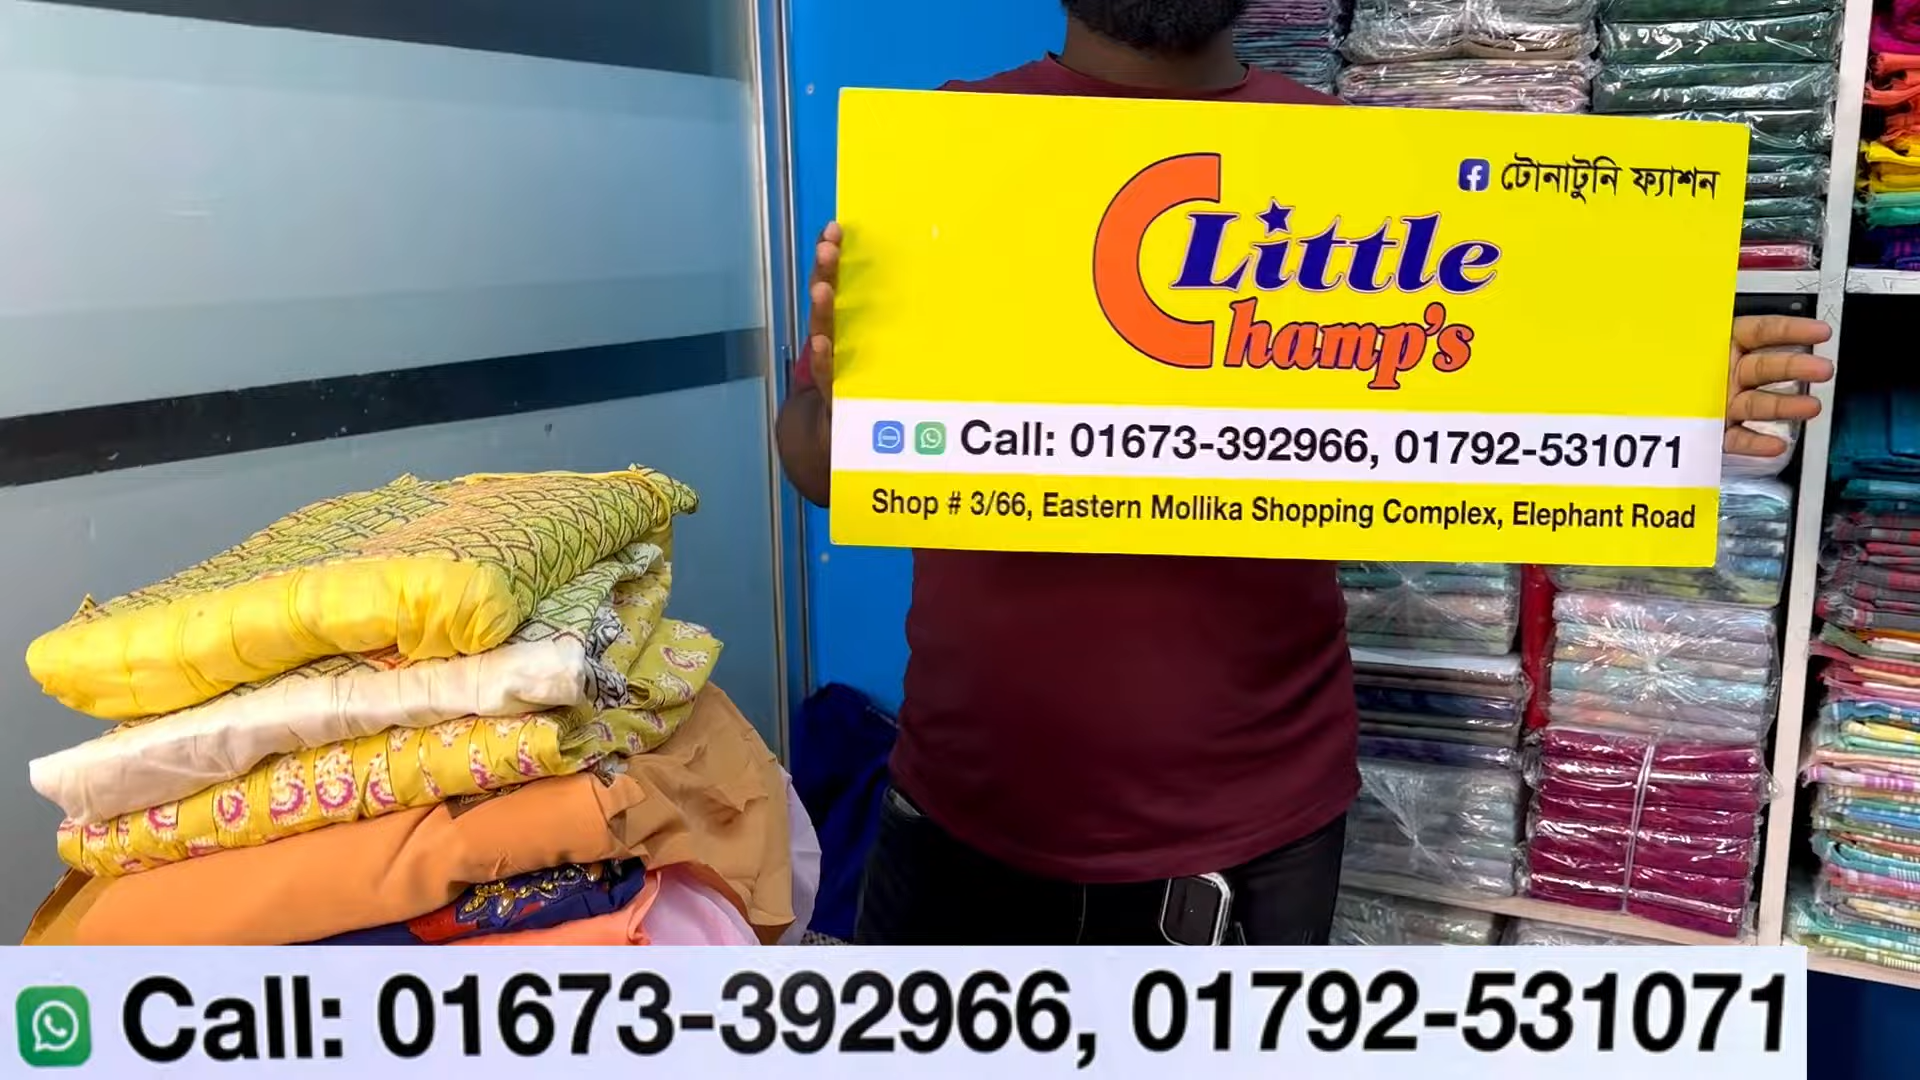 টোনাটুনি ফ্যাশন
Little
Champ's
Call: 01673-392966, 01792-531071
Shop # 3/66, Eastern Mollika Shopping Complex, Elephant Road
Call: 01673-392966, 01792-531071